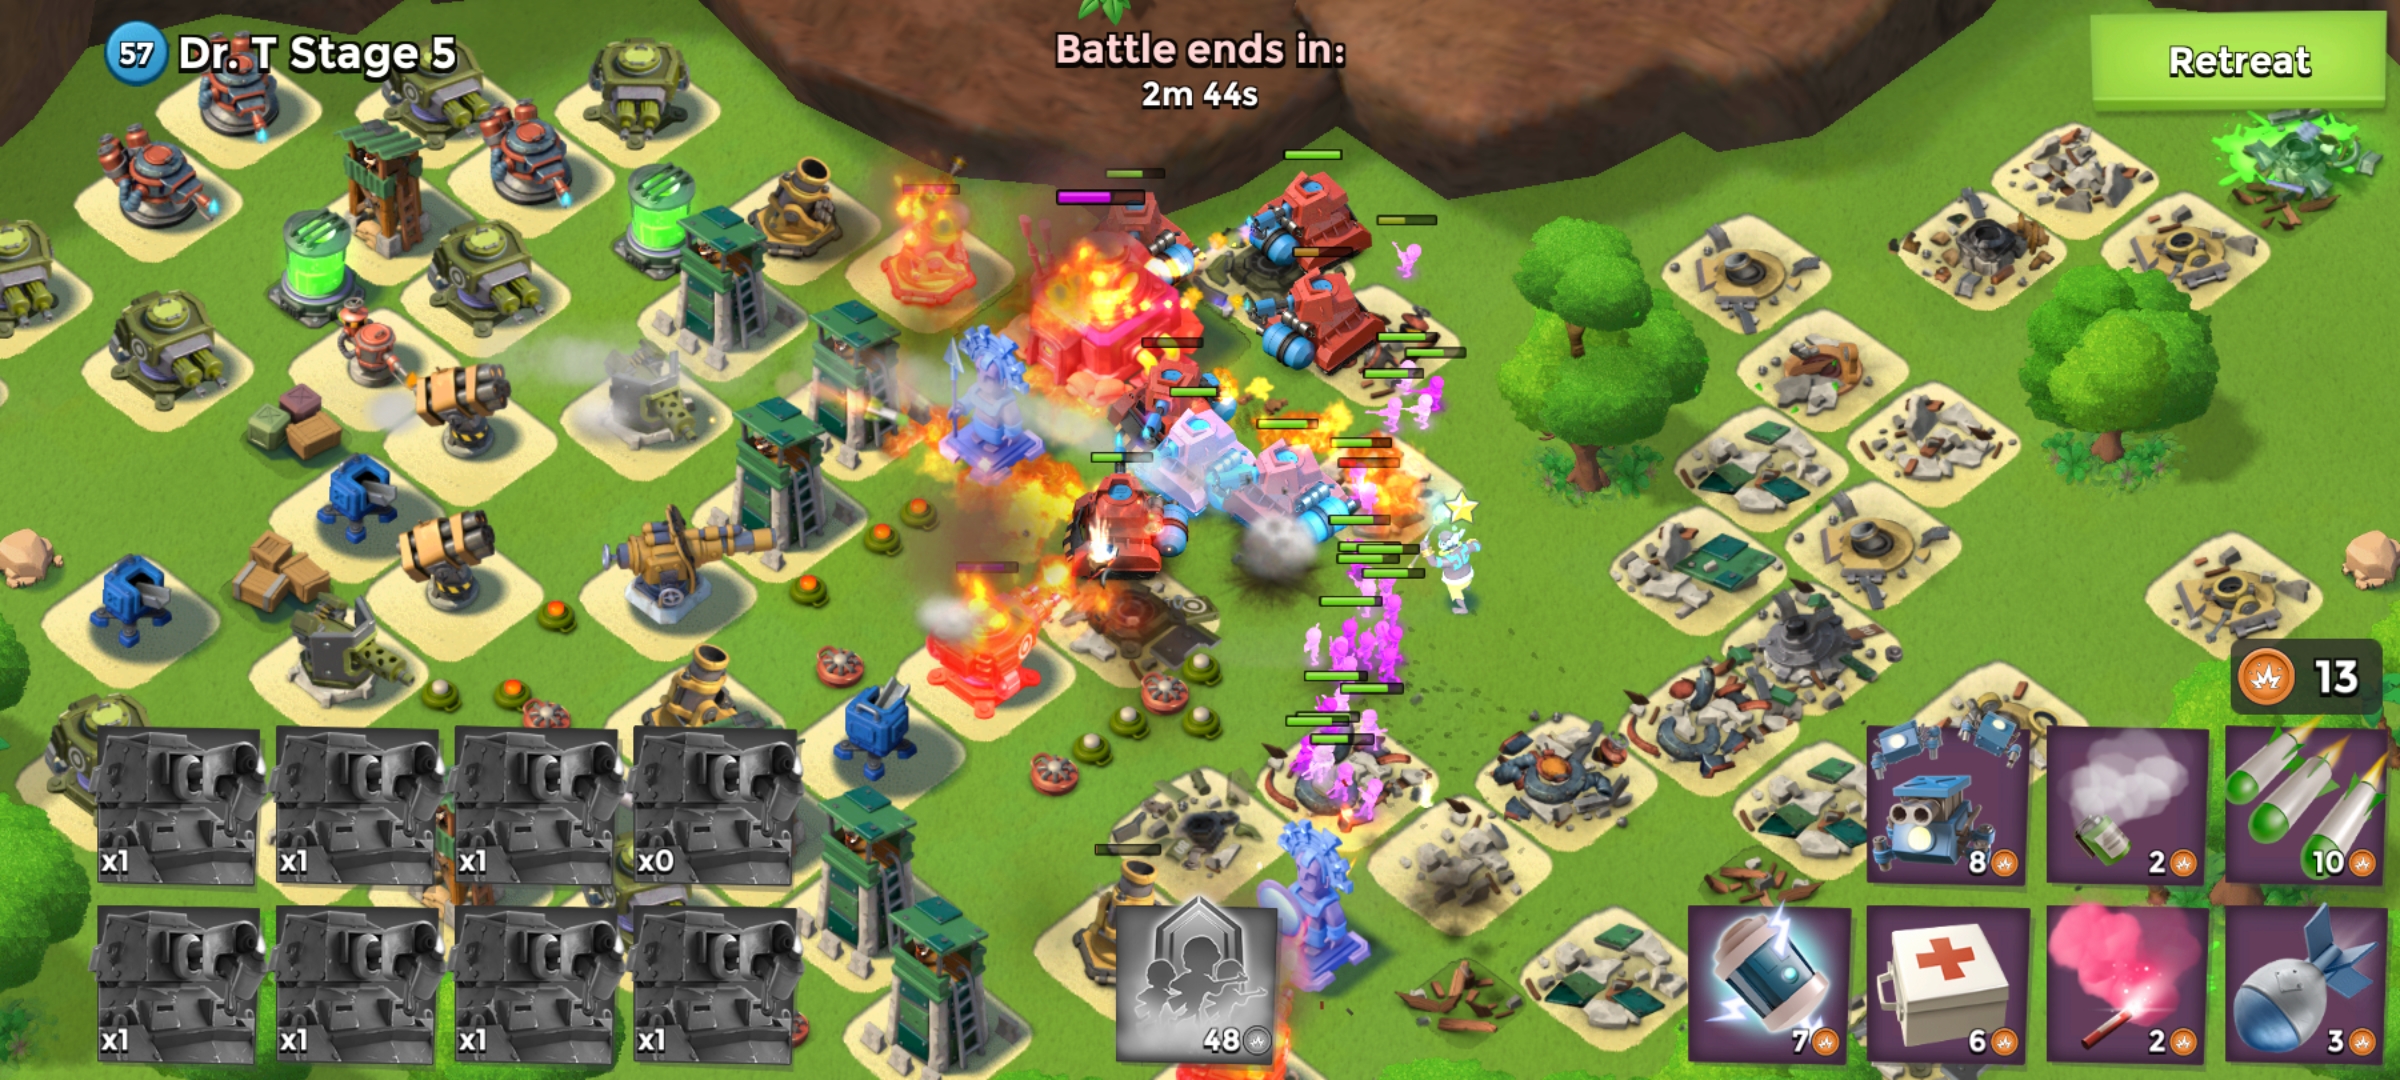 57 Dr. T Stage 5
Battle ends in:
2m 44s
Retreat
13
x1 x1 x1 x0
8 2 10
x1 x1 x1 x1
48
7 6 2 3